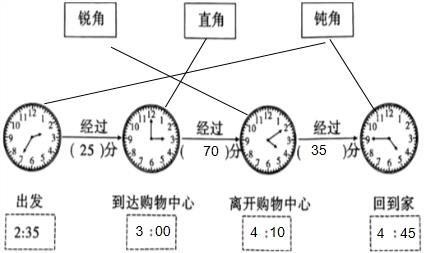 锐角 直角 钝角
经过 经过 经过
( 25 )分 ( 70 )分 ( 35 )分
出发 到达购物中心 离开购物中心 回到家
2:35 3 :00 4 :10 4 :45